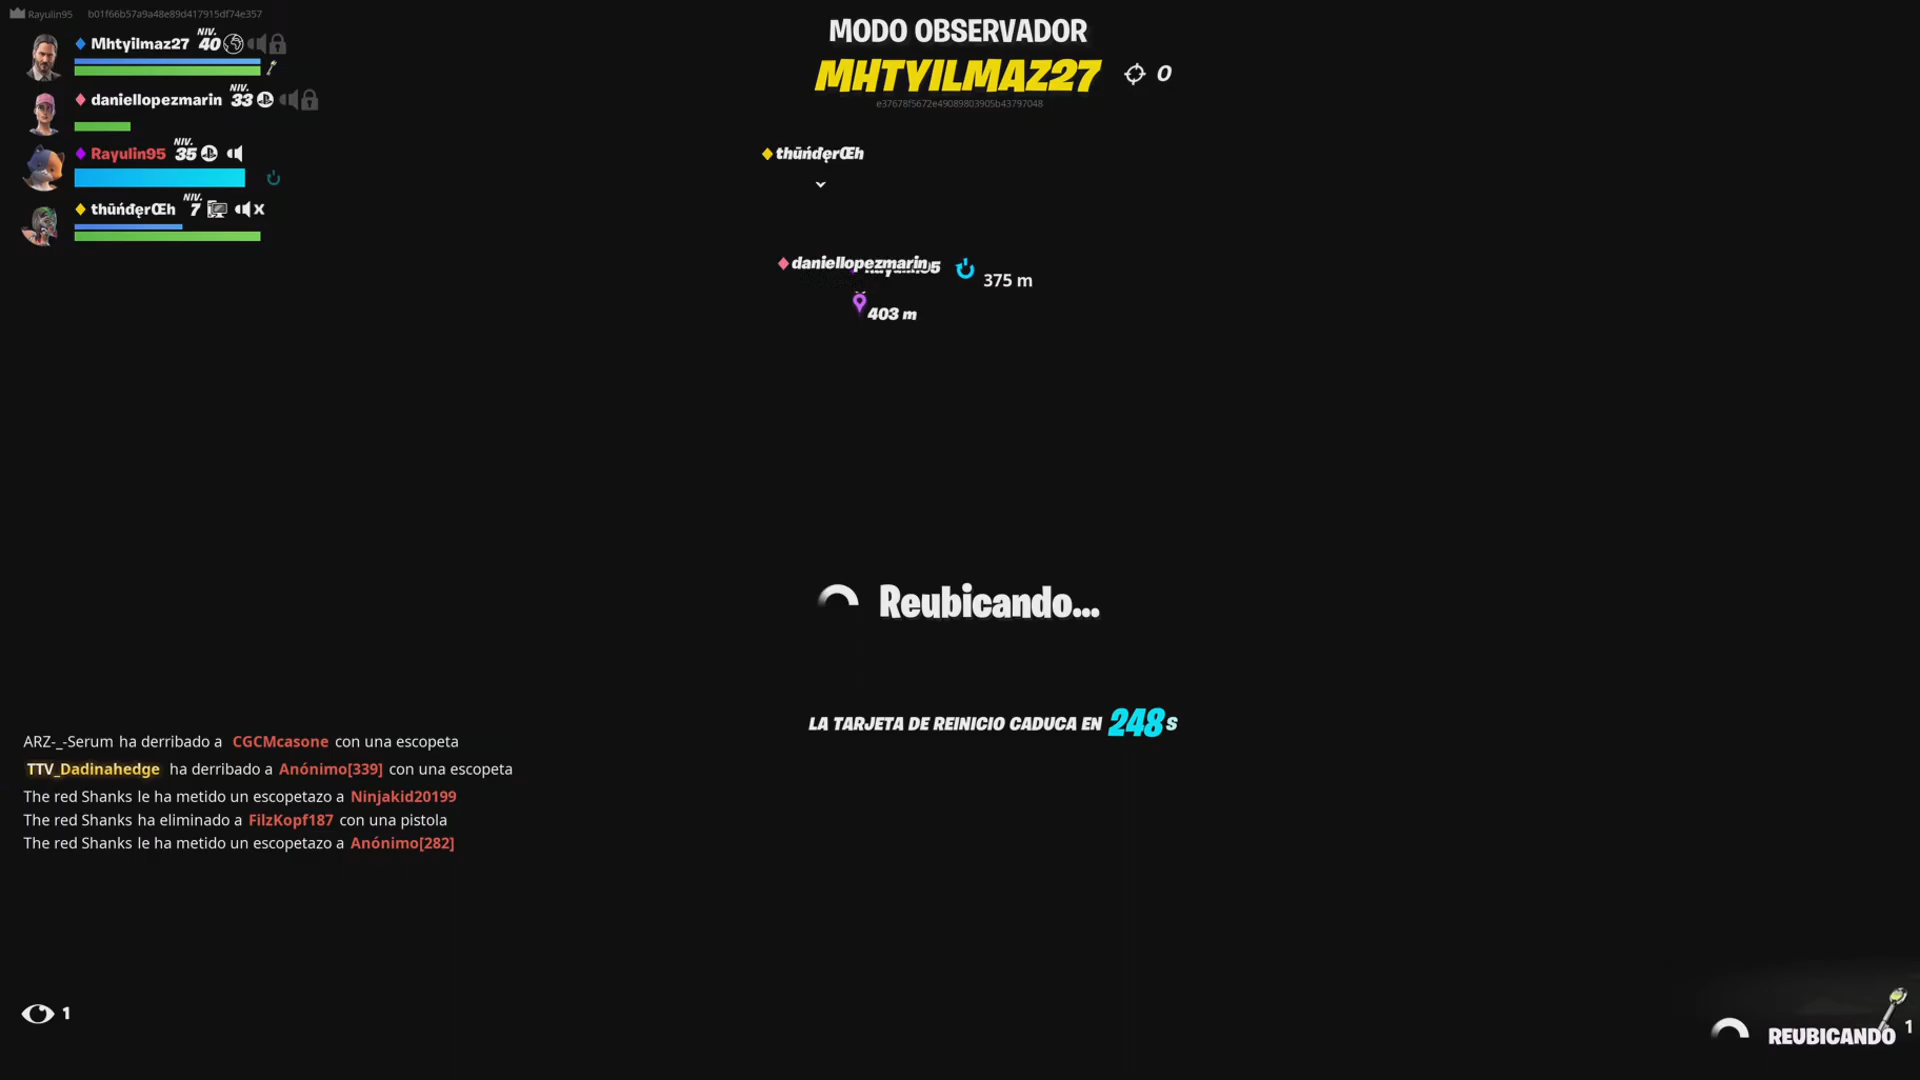 Rayulin95 b01f66b57a9a48e89d417915df74e357
Mhtyilmaz27 NIV. 40
daniellopezmarin NIV. 33
Rayulin95 NIV. 35
thūńđęrŒh NIV. 7 X
MODO OBSERVADOR
MHTYILMAZ27 0
e37678f5672e49089803905b43797048
thūńđęrŒh
daniellopezmarin
375 m
403 m
Reubicando...
LA TARJETA DE REINICIO CADUCA EN 248 S
ARZ-_-Serum ha derribado a CGCMcasone con una escopeta
TTV_Dadinahedge ha derribado a Anónimo[339] con una escopeta
The red Shanks le ha metido un escopetazo a Ninjakid20199
The red Shanks ha eliminado a FilzKopf187 con una pistola
The red Shanks le ha metido un escopetazo a Anónimo[282]
1
REUBICANDO 1